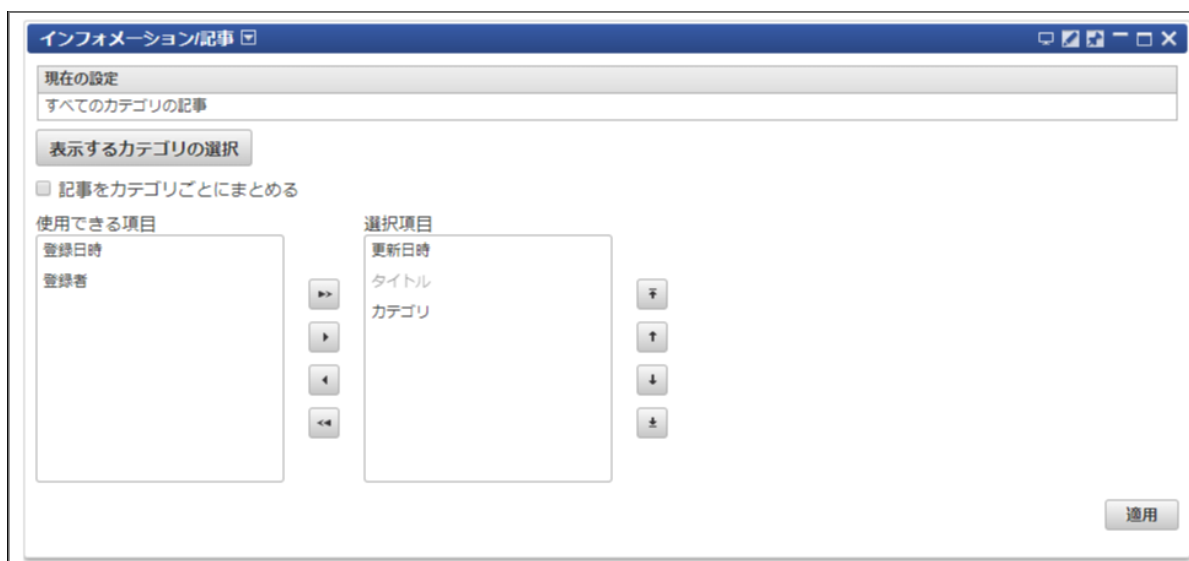 インフォメーション/記事
現在の設定
すべてのカテゴリの記事
表示するカテゴリの選択
記事をカテゴリごとにまとめる
使用できる項目
登録日時
登録者
選択項目
更新日時
タイトル
カテゴリ
適用